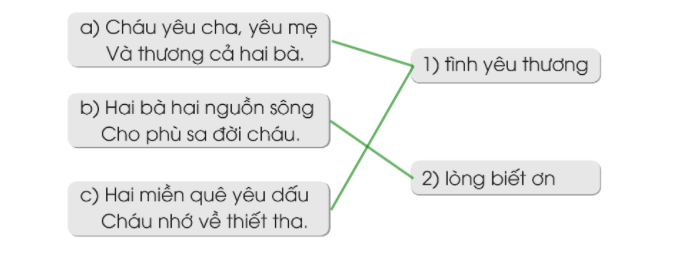 a) Cháu yêu cha, yêu mẹ
Và thương cả hai bà.
1) tình yêu thương
b) Hai bà hai nguồn sông
Cho phù sa đời cháu.
2) lòng biết ơn
c) Hai miền quê yêu dấu
Cháu nhớ về thiết tha.